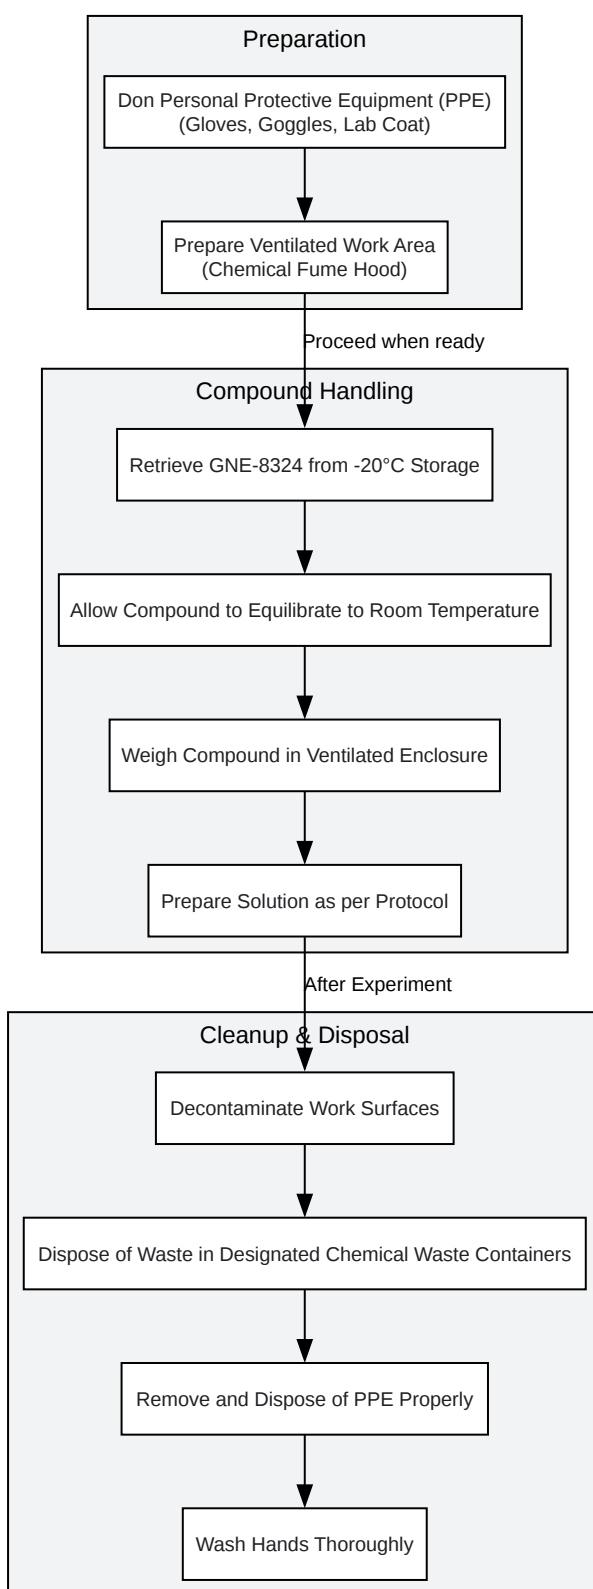 Preparation
Don Personal Protective Equipment (PPE)
(Gloves, Goggles, Lab Coat)
Prepare Ventilated Work Area
(Chemical Fume Hood)
Proceed when ready
Compound Handling
Retrieve GNE-8324 from -20°C Storage
Allow Compound to Equilibrate to Room Temperature
Weigh Compound in Ventilated Enclosure
Prepare Solution as per Protocol
After Experiment
Cleanup & Disposal
Decontaminate Work Surfaces
Dispose of Waste in Designated Chemical Waste Containers
Remove and Dispose of PPE Properly
Wash Hands Thoroughly